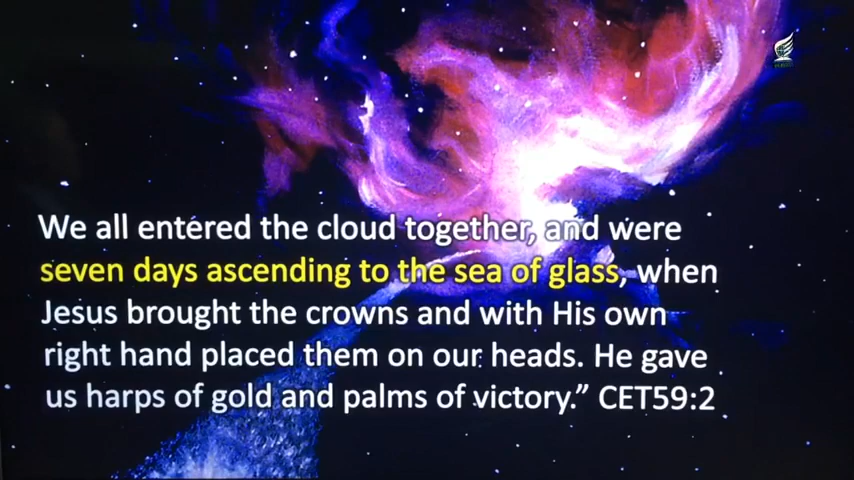 We all entered the cloud together, and were
seven days ascending to the sea of glass, when
Jesus brought the crowns and with His own
right hand placed them on our heads. He gave
us harps of gold and palms of victory.” CET59:2